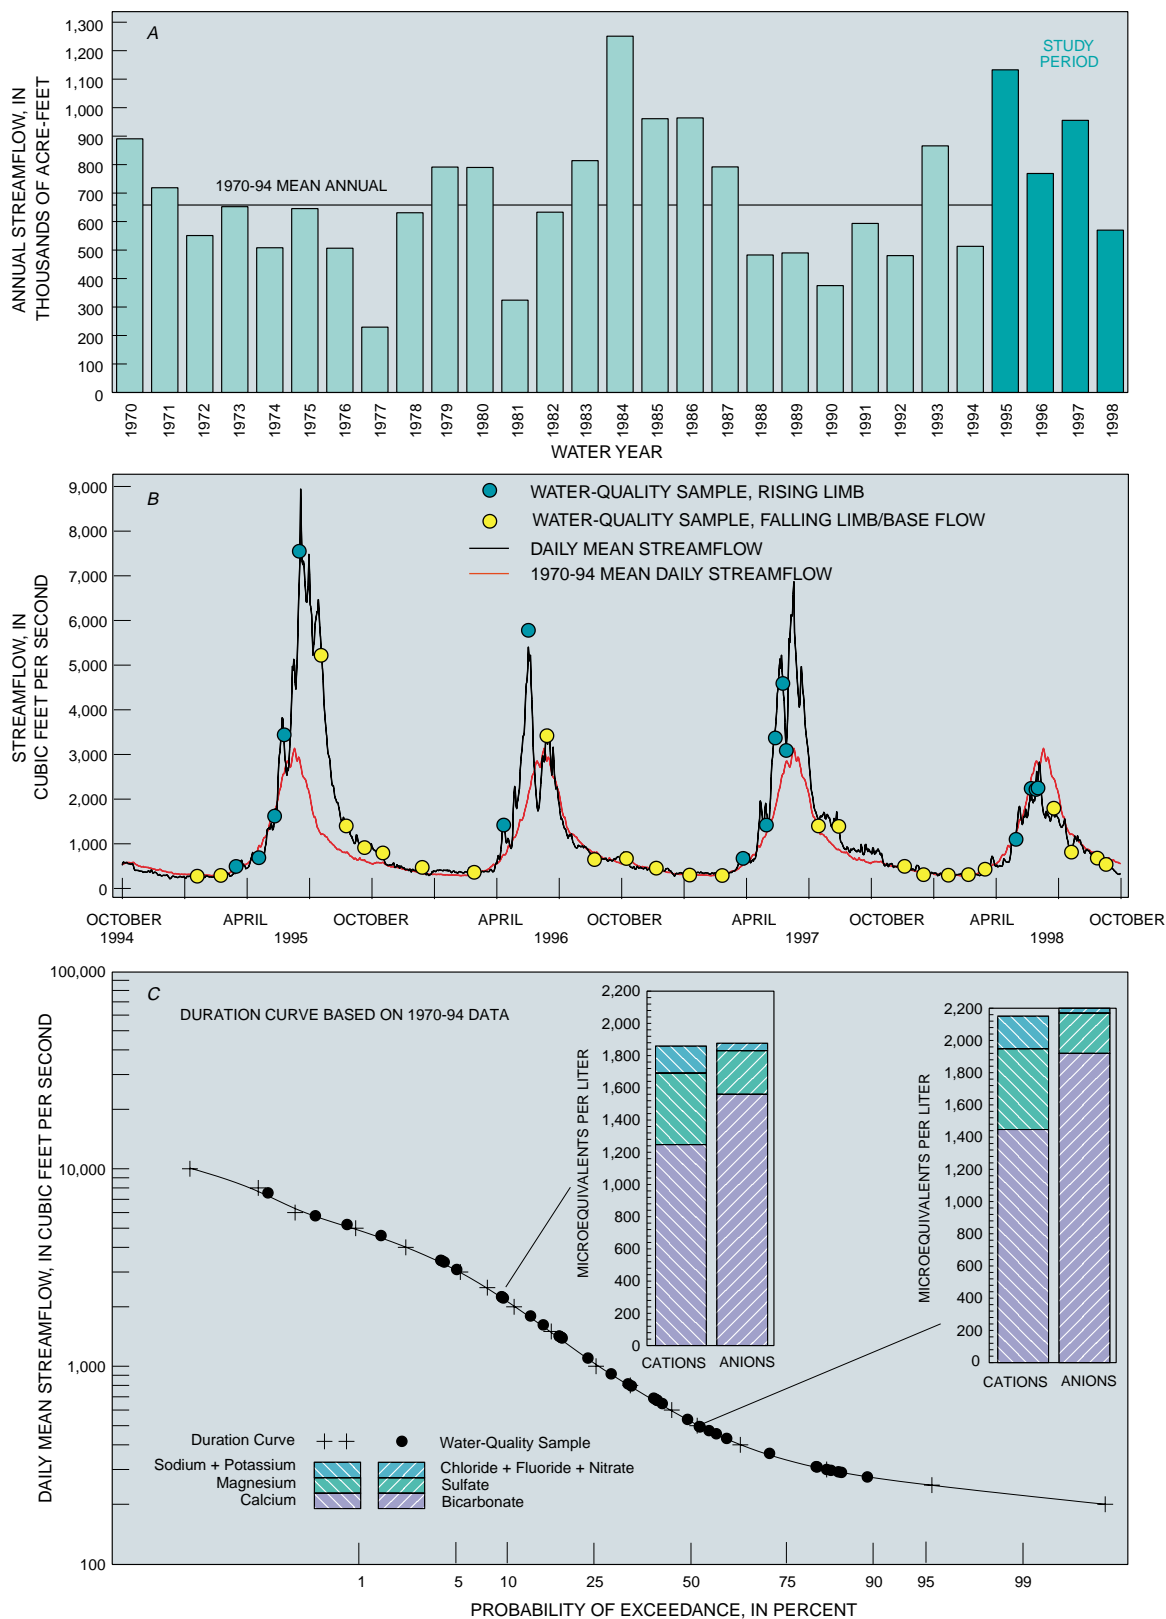 A
STUDY
PERIOD
1970-94 MEAN ANNUAL
ANNUAL STREAMFLOW, IN
THOUSANDS OF ACRE-FEET
1,300
1,200
1,100
1,000
900
800
700
600
500
400
300
200
100
0
1970 1971 1972 1973 1974 1975 1976 1977 1978 1979 1980 1981 1982 1983 1984 1985 1986 1987 1988 1989 1990 1991 1992 1993 1994 1995 1996 1997 1998
WATER YEAR
B
WATER-QUALITY SAMPLE, RISING LIMB
WATER-QUALITY SAMPLE, FALLING LIMB/BASE FLOW
DAILY MEAN STREAMFLOW
1970-94 MEAN DAILY STREAMFLOW
STREAMFLOW, IN
CUBIC FEET PER SECOND
9,000
8,000
7,000
6,000
5,000
4,000
3,000
2,000
1,000
0
OCTOBER APRIL OCTOBER APRIL OCTOBER APRIL OCTOBER APRIL OCTOBER
1994 1995 1996 1997 1998
C
DURATION CURVE BASED ON 1970-94 DATA
DAILY MEAN STREAMFLOW, IN CUBIC FEET PER SECOND
100,000
10,000
1,000
100
MICROEQUIVALENTS PER LITER
2,200
2,000
1,800
1,600
1,400
1,200
1,000
800
600
400
200
0
CATIONS ANIONS
MICROEQUIVALENTS PER LITER
2,200
2,000
1,800
1,600
1,400
1,200
1,000
800
600
400
200
0
CATIONS ANIONS
Duration Curve Water-Quality Sample
Sodium + Potassium Chloride + Fluoride + Nitrate
Magnesium Sulfate
Calcium Bicarbonate
1 5 10 25 50 75 90 95 99
PROBABILITY OF EXCEEDANCE, IN PERCENT